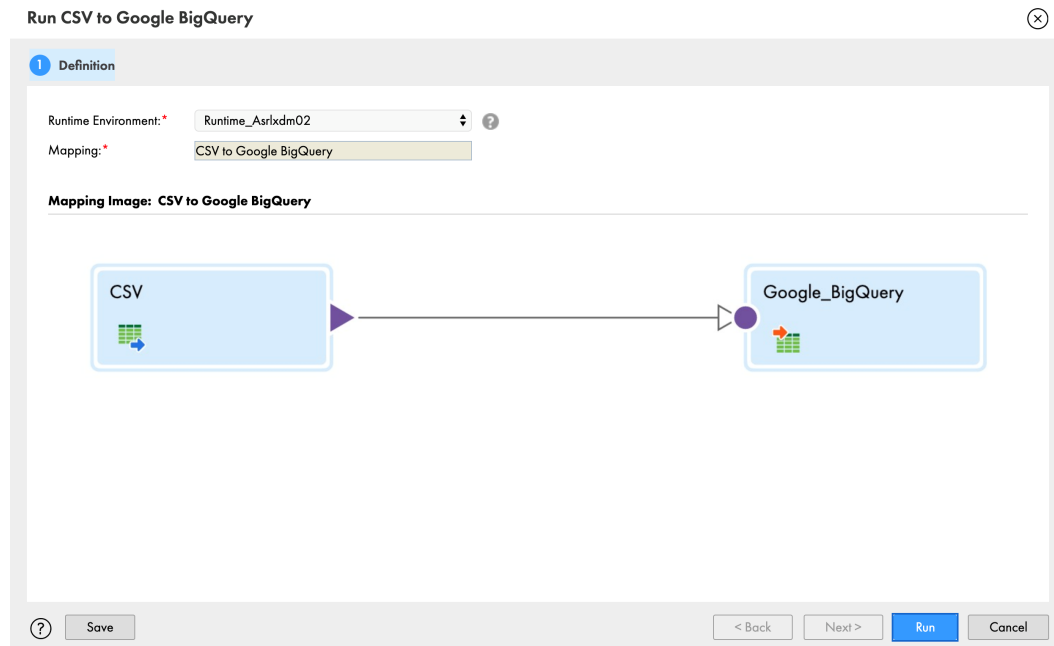 Run CSV to Google BigQuery
1 Definition
Runtime Environment:* Runtime_Asrlxdm02 ?
Mapping:* CSV to Google BigQuery
Mapping Image: CSV to Google BigQuery
CSV
Google_BigQuery
? Save < Back Next > Run Cancel